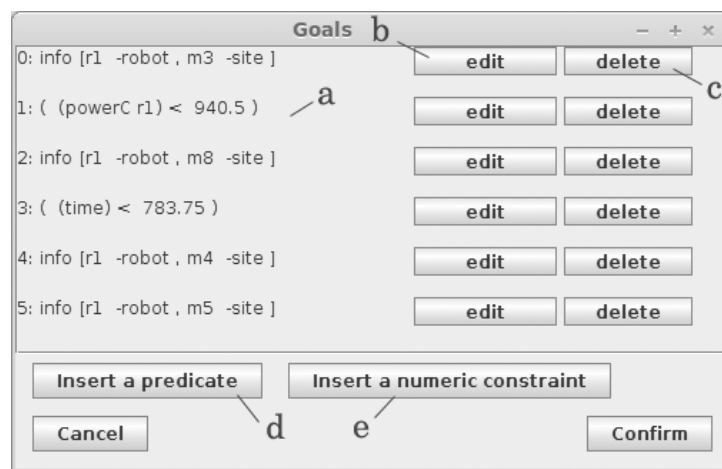 Goals
b
0: info [r1 -robot , m3 -site ] edit delete
c
a
1: ( (powerC r1) < 940.5 ) edit delete
2: info [r1 -robot , m8 -site ] edit delete
3: ( (time) < 783.75 ) edit delete
4: info [r1 -robot , m4 -site ] edit delete
5: info [r1 -robot , m5 -site ] edit delete
Insert a predicate Insert a numeric constraint
d e
Cancel Confirm